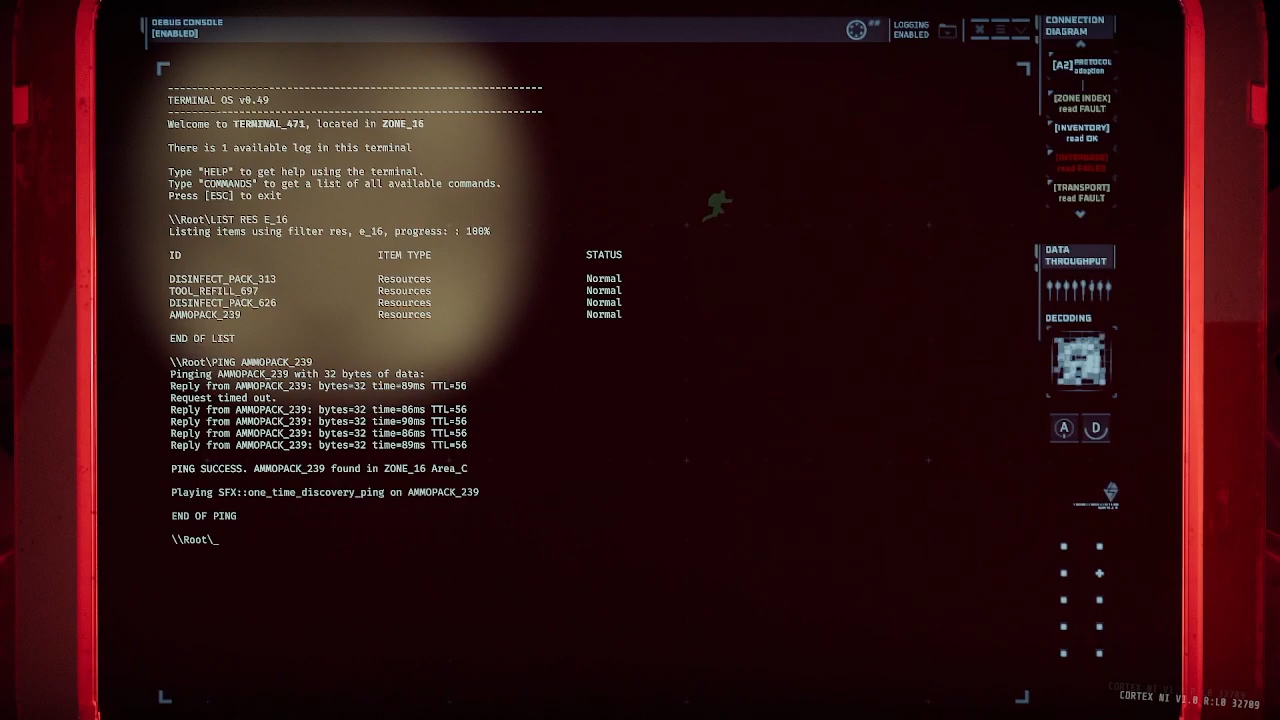 DEBUG CONSOLE
[ENABLED]
LOGGING
ENABLED
CONNECTION
DIAGRAM
[A2] PROTOCOL
adoption
[ZONE INDEX]
read FAULT
[INVENTORY]
read OK
read FAILED
[TRANSPORT]
read FAULT
DATA
THROUGHPUT
DECODING
A D
--------------------------------------------------------------
TERMINAL OS v0.49
--------------------------------------------------------------
Welcome to TERMINAL_471, located in ZONE_16
There is 1 available log in this terminal
Type "HELP" to get help using the terminal.
Type "COMMANDS" to get a list of all available commands.
Press [ESC] to exit
\\Root\LIST RES E_16
Listing items using filter res, e_16, progress: : 100%
ID ITEM TYPE STATUS
DISINFECT_PACK_313 Resources Normal
TOOL_REFILL_697 Resources Normal
DISINFECT_PACK_626 Resources Normal
AMMOPACK_239 Resources Normal
END OF LIST
\\Root\PING AMMOPACK_239
Pinging AMMOPACK_239 with 32 bytes of data:
Reply from AMMOPACK_239: bytes=32 time=89ms TTL=56
Request timed out.
Reply from AMMOPACK_239: bytes=32 time=86ms TTL=56
Reply from AMMOPACK_239: bytes=32 time=90ms TTL=56
Reply from AMMOPACK_239: bytes=32 time=86ms TTL=56
Reply from AMMOPACK_239: bytes=32 time=89ms TTL=56
PING SUCCESS. AMMOPACK_239 found in ZONE_16 Area_C
Playing SFX::one_time_discovery_ping on AMMOPACK_239
END OF PING
\\Root\_
CORTEX NI V1.0 R:L0 32709